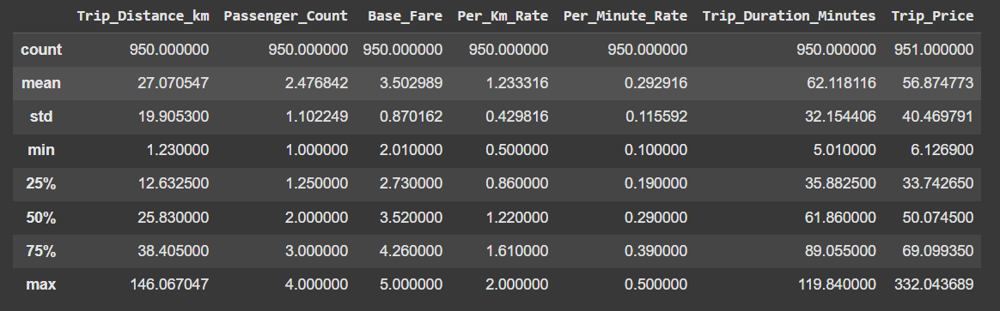 Trip_Distance_km Passenger_Count Base_Fare Per_Km_Rate Per_Minute_Rate Trip_Duration_Minutes Trip_Price
count 950.000000 950.000000 950.000000 950.000000 950.000000 950.000000 951.000000
mean 27.070547 2.476842 3.502989 1.233316 0.292916 62.118116 56.874773
std 19.905300 1.102249 0.870162 0.429816 0.115592 32.154406 40.469791
min 1.230000 1.000000 2.010000 0.500000 0.100000 5.010000 6.126900
25% 12.632500 1.250000 2.730000 0.860000 0.190000 35.882500 33.742650
50% 25.830000 2.000000 3.520000 1.220000 0.290000 61.860000 50.074500
75% 38.405000 3.000000 4.260000 1.610000 0.390000 89.055000 69.099350
max 146.067047 4.000000 5.000000 2.000000 0.500000 119.840000 332.043689